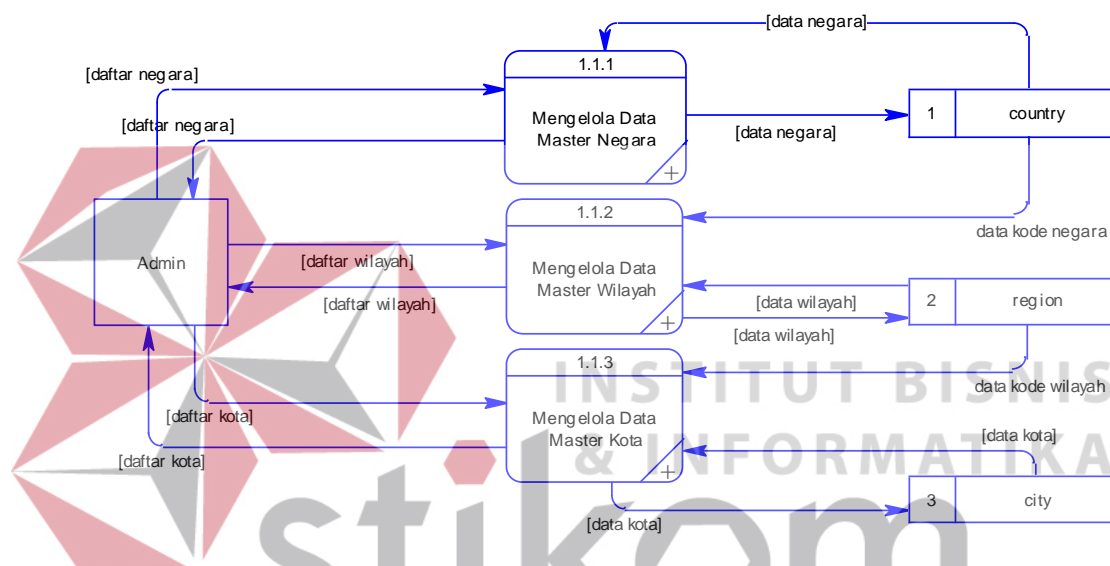 [data negara]
1.1.1
[daftar negara]
Mengelola Data
Master Negara
1
country
[daftar negara]
[data negara]
1.1.2
data kode negara
Admin
[daftar wilayah]
Mengelola Data
Master Wilayah
[daftar wilayah]
[data wilayah]
2
region
[data wilayah]
1.1.3
INSTITUT BISNIS
data kode wilayah
[daftar kota]
Mengelola Data
Master Kota
[data kota]
& INFORMATIKA
[daftar kota]
3
city
[data kota]
stikom